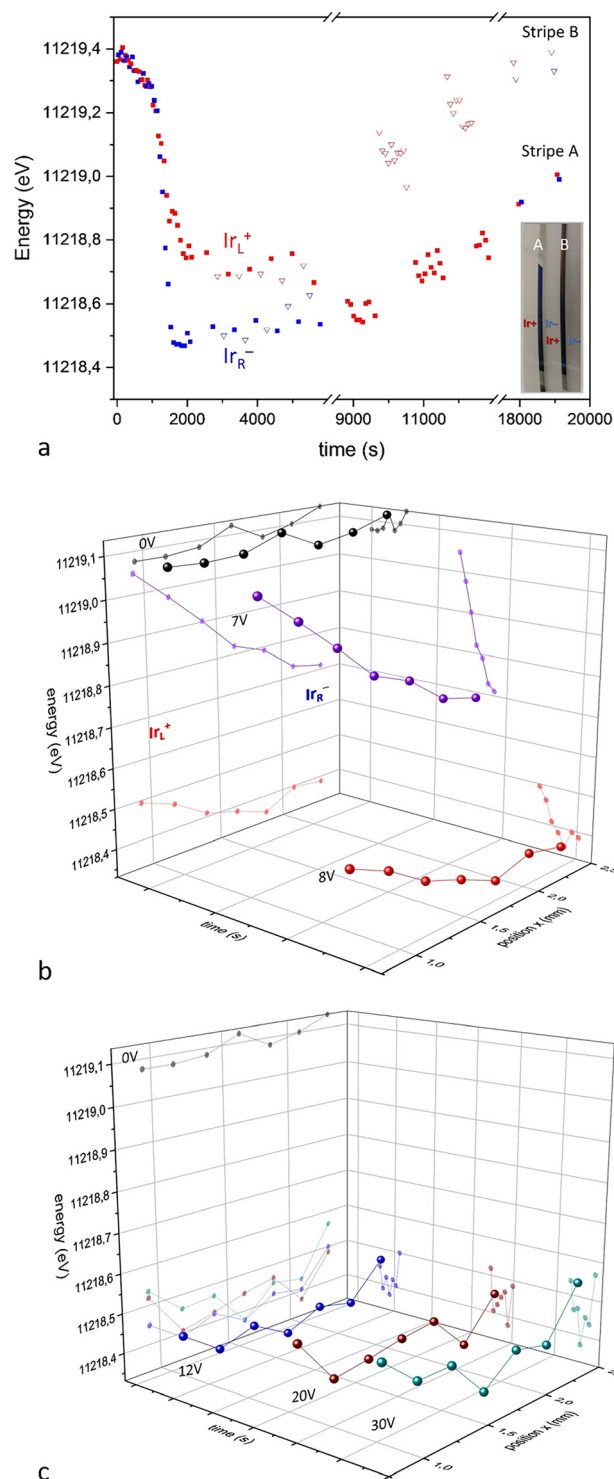 11219,4
11219,2
11219,0
11218,8
11218,6
11218,4
Energy (eV)
Stripe B
Stripe A
IrL+
IrR−
A B
Ir+ Ir−
Ir+ Ir−
0 2000 4000 9000 11000 18000 20000
time (s)
a
0V
11219,1
11219,0
7V
11218,9
11218,8
IrR−
11218,7
IrL+
11218,6
11218,5
11218,4
energy (eV)
8V
2,5
2,0
1,5
1,0
time (s)
position x (mm)
b
0V
11219,1
11219,0
11218,9
11218,8
11218,7
11218,6
11218,5
11218,4
energy (eV)
12V
20V
30V
2,0
1,5
1,0
time (s)
position x (mm)
c